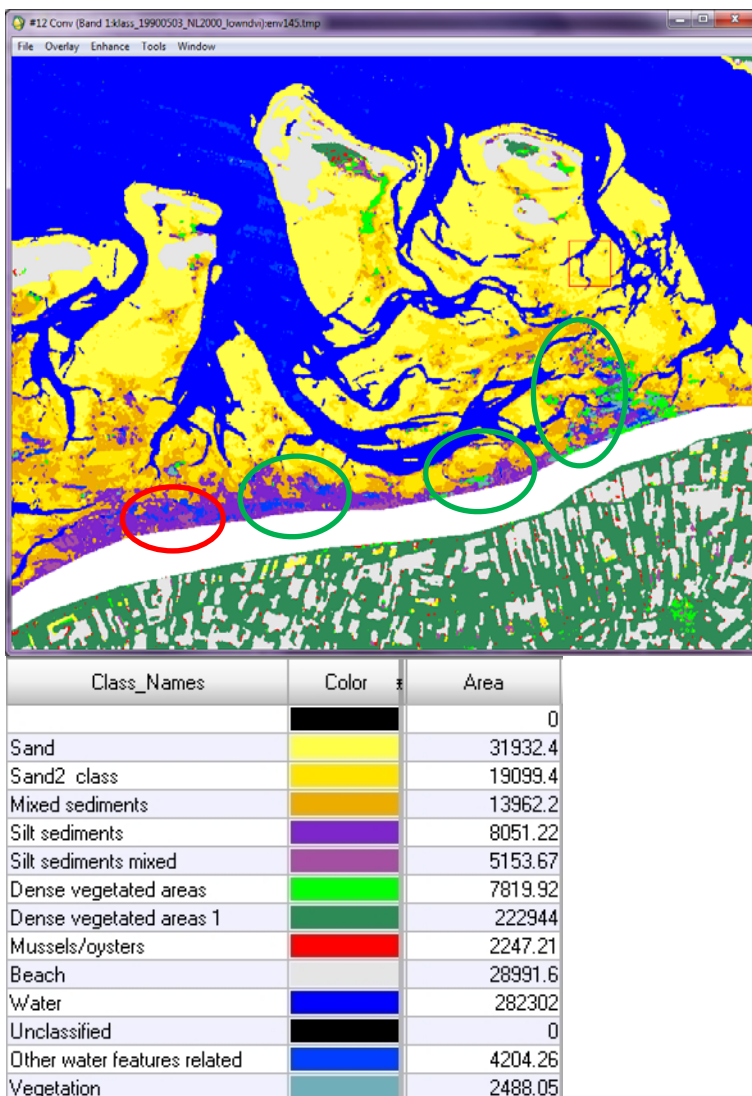 #12 Conv (Band 1:klass_19900503_NL2000_lowndvi):env145.tmp
File Overlay Enhance Tools Window
Class_Names Color Area
0
Sand 31932.4
Sand2 class 19099.4
Mixed sediments 13962.2
Silt sediments 8051.22
Silt sediments mixed 5153.67
Dense vegetated areas 7819.92
Dense vegetated areas 1 222944
Mussels/oysters 2247.21
Beach 28991.6
Water 282302
Unclassified 0
Other water features related 4204.26
Vegetation 2488.05